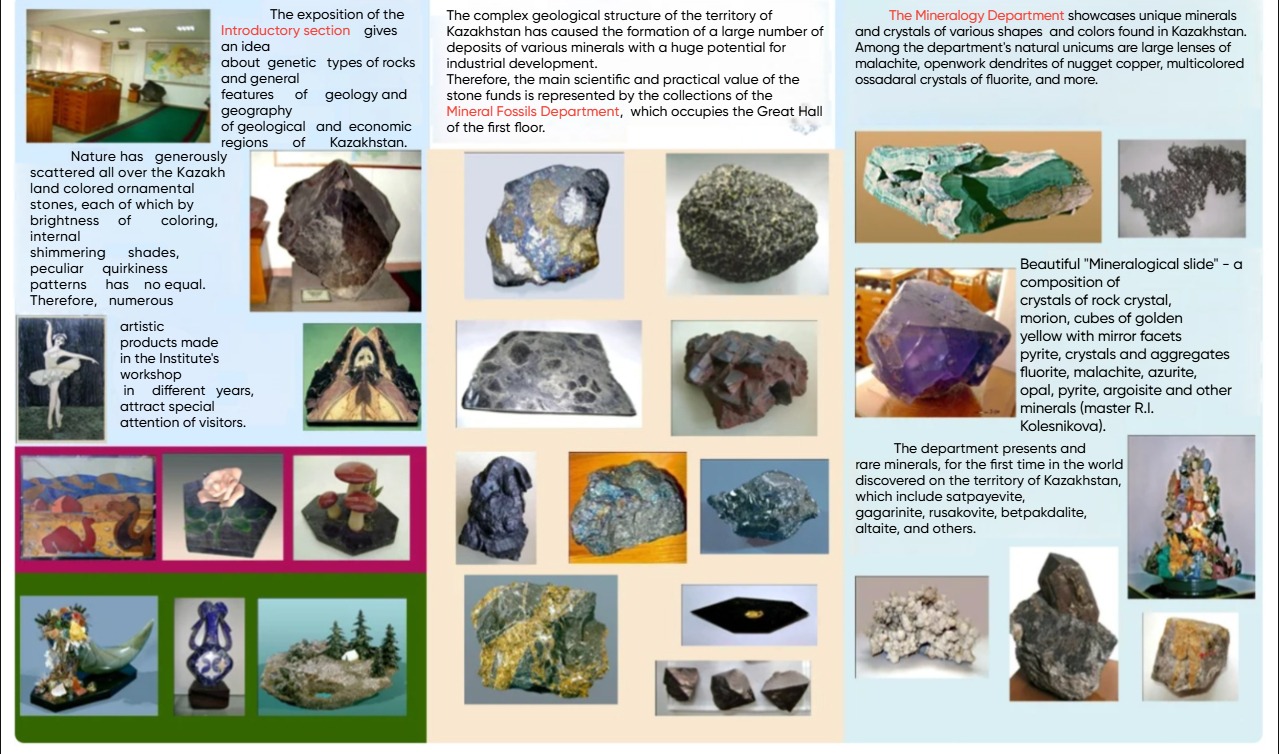 The exposition of the
Introductory section gives
an idea
about genetic types of rocks
and general
features of geology and
geography
of geological and economic
regions of Kazakhstan.
Nature has generously
scattered all over the Kazakh
land colored ornamental
stones, each of which by
brightness of coloring,
internal
shimmering shades,
peculiar quirkiness
patterns has no equal.
Therefore, numerous
artistic
products made
in the Institute's
workshop
in different years,
attract special
attention of visitors.
The complex geological structure of the territory of
Kazakhstan has caused the formation of a large number of
deposits of various minerals with a huge potential for
industrial development.
Therefore, the main scientific and practical value of the
stone funds is represented by the collections of the
Mineral Fossils Department, which occupies the Great Hall
of the first floor.
The Mineralogy Department showcases unique minerals
and crystals of various shapes and colors found in Kazakhstan.
Among the department's natural unicums are large lenses of
malachite, openwork dendrites of nugget copper, multicolored
ossadaral crystals of fluorite, and more.
Beautiful "Mineralogical slide" - a
composition of
crystals of rock crystal,
morion, cubes of golden
yellow with mirror facets
pyrite, crystals and aggregates
fluorite, malachite, azurite,
opal, pyrite, argoisite and other
minerals (master R.I.
Kolesnikova).
The department presents and
rare minerals, for the first time in the world
discovered on the territory of Kazakhstan,
which include satpayevite,
gagarinite, rusakovite, betpakdalite,
altaite, and others.